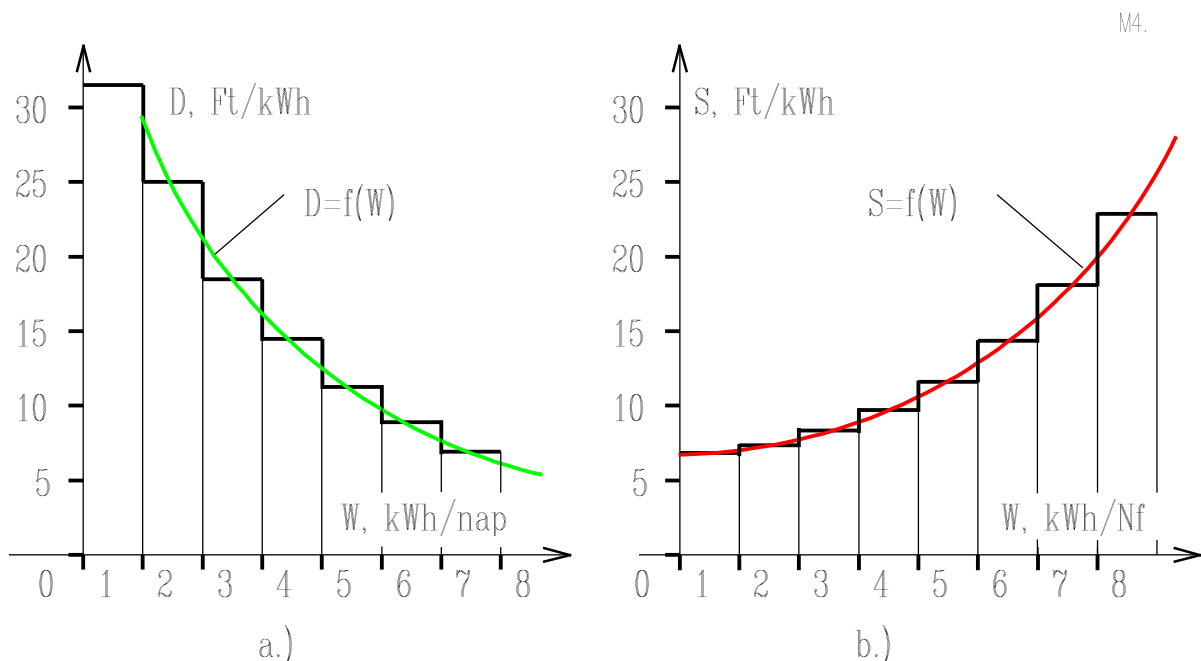 M4.
30 D, Ft/kWh
25
D=f(W)
20
15
10
5
W, kWh/nap
0 1 2 3 4 5 6 7 8
a.)
30 S, Ft/kWh
25
S=f(W)
20
15
10
5
W, kWh/Nf
0 1 2 3 4 5 6 7 8
b.)